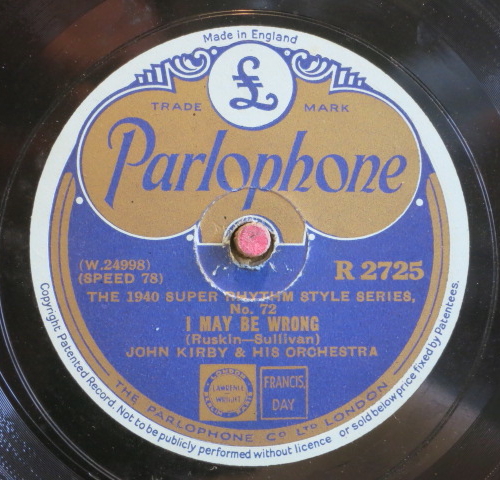 Made in England
TRADE MARK
£
Parlophone
(W.24998)
(SPEED 78)
R 2725
THE 1940 SUPER RHYTHM STYLE SERIES,
No. 72
I MAY BE WRONG
(Ruskin—Sullivan)
JOHN KIRBY & HIS ORCHESTRA
LAWRENCE
WRIGHT
FRANCIS,
DAY
THE PARLOPHONE CO LTD LONDON
Copyright Patented Record. Not to be publicly performed without licence or sold below price fixed by Patentees.